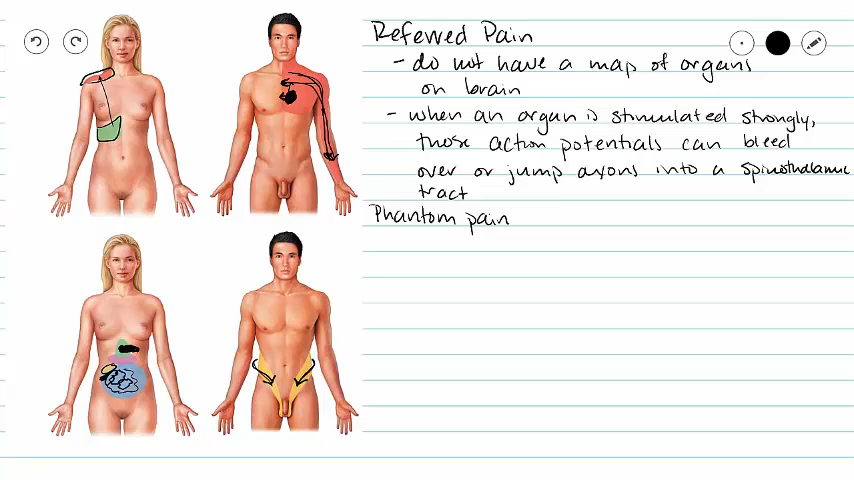 Referred Pain
- do not have a map of organs
on brain
- when an organ is stimulated strongly,
those action potentials can bleed
over or jump axons into a spinothalamic
tract
Phantom pain